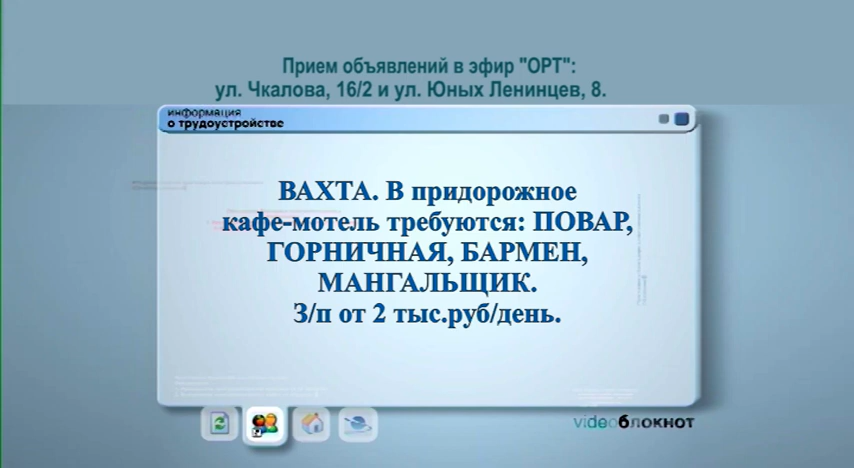 Прием объявлений в эфир "ОРТ":
ул. Чкалова, 16/2 и ул. Юных Ленинцев, 8.
информация
о трудоустройстве
ВАХТА. В придорожное
кафе-мотель требуются: ПОВАР,
ГОРНИЧНАЯ, БАРМЕН,
МАНГАЛЬЩИК.
З/п от 2 тыс.руб/день.
videoблокнот